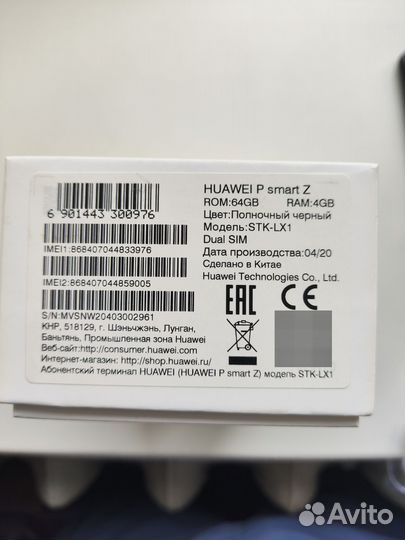 HUAWEI P smart Z
ROM:64GB RAM:4GB
Цвет:Полночный черный
Модель:STK-LX1
Dual SIM
Дата производства:04/20
Сделано в Китае
Huawei Technologies Co., Ltd.
6 901443 300976
IMEI1:868407044833976
IMEI2:868407044859005
S/N:MVSNW20403002961
КНР, 518129, г. Шэньчжэнь, Лунган,
Баньтянь, Промышленная зона Huawei
Веб-сайт:http://consumer.huawei.com
Интернет-магазин: http://shop.huawei.ru/
Абонентский терминал HUAWEI (HUAWEI P smart Z) модель STK-LX1
EAC CE
Avito